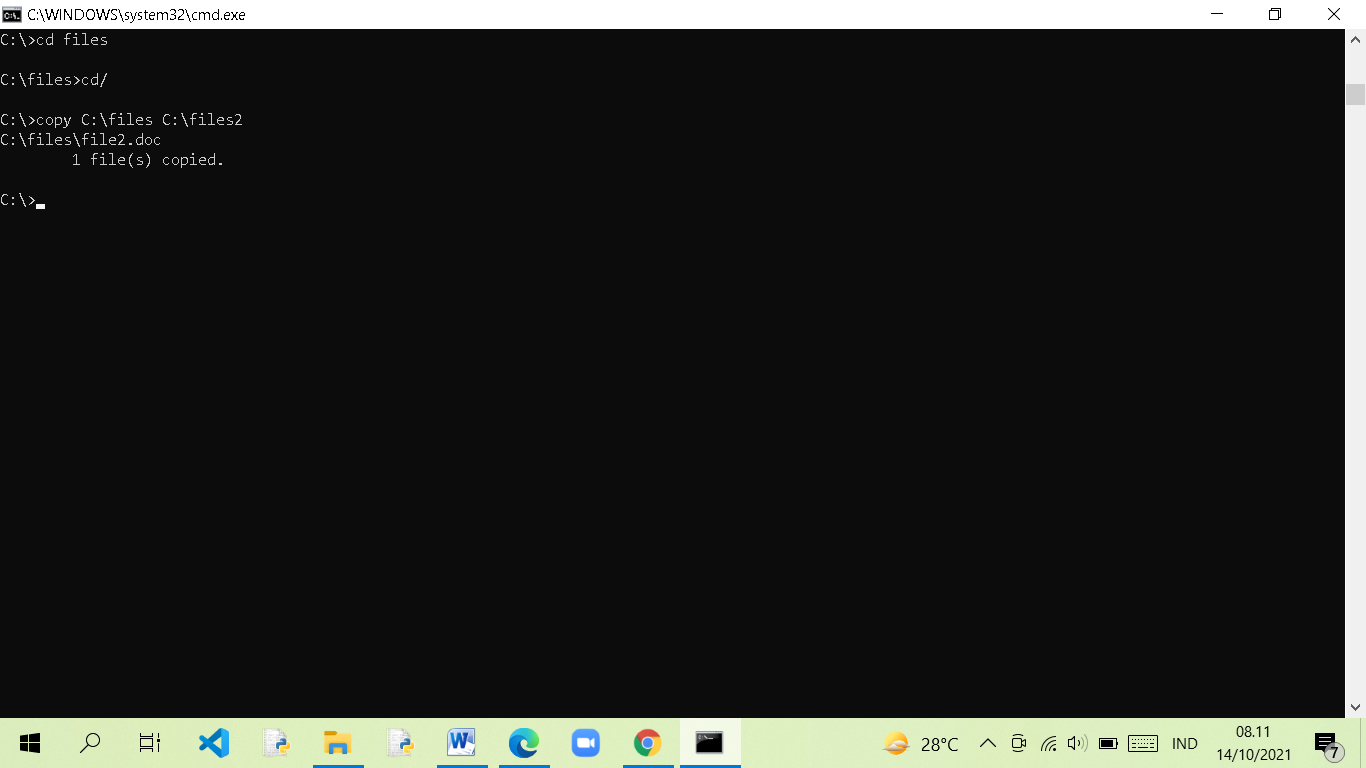 C:\WINDOWS\system32\cmd.exe
C:\>cd files
C:\files>cd/
C:\>copy C:\files C:\files2
C:\files\file2.doc
1 file(s) copied.
C:\>
28°C
IND
08.11
14/10/2021
7